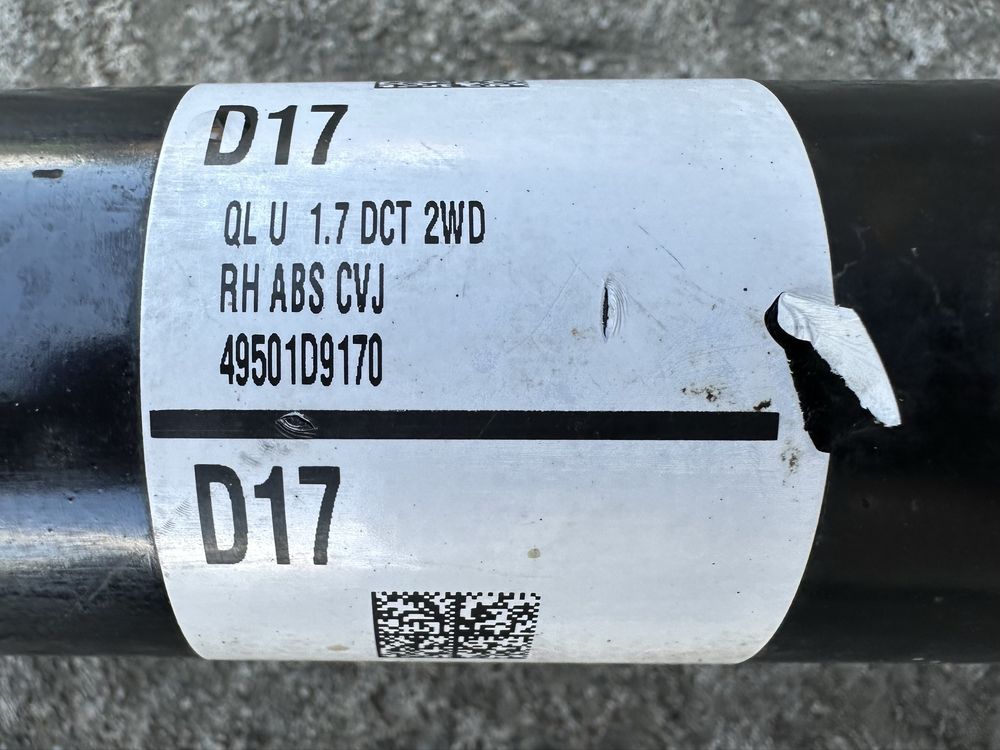 D17
QL U 1.7 DCT 2WD
RH ABS CVJ
49501D9170
D17